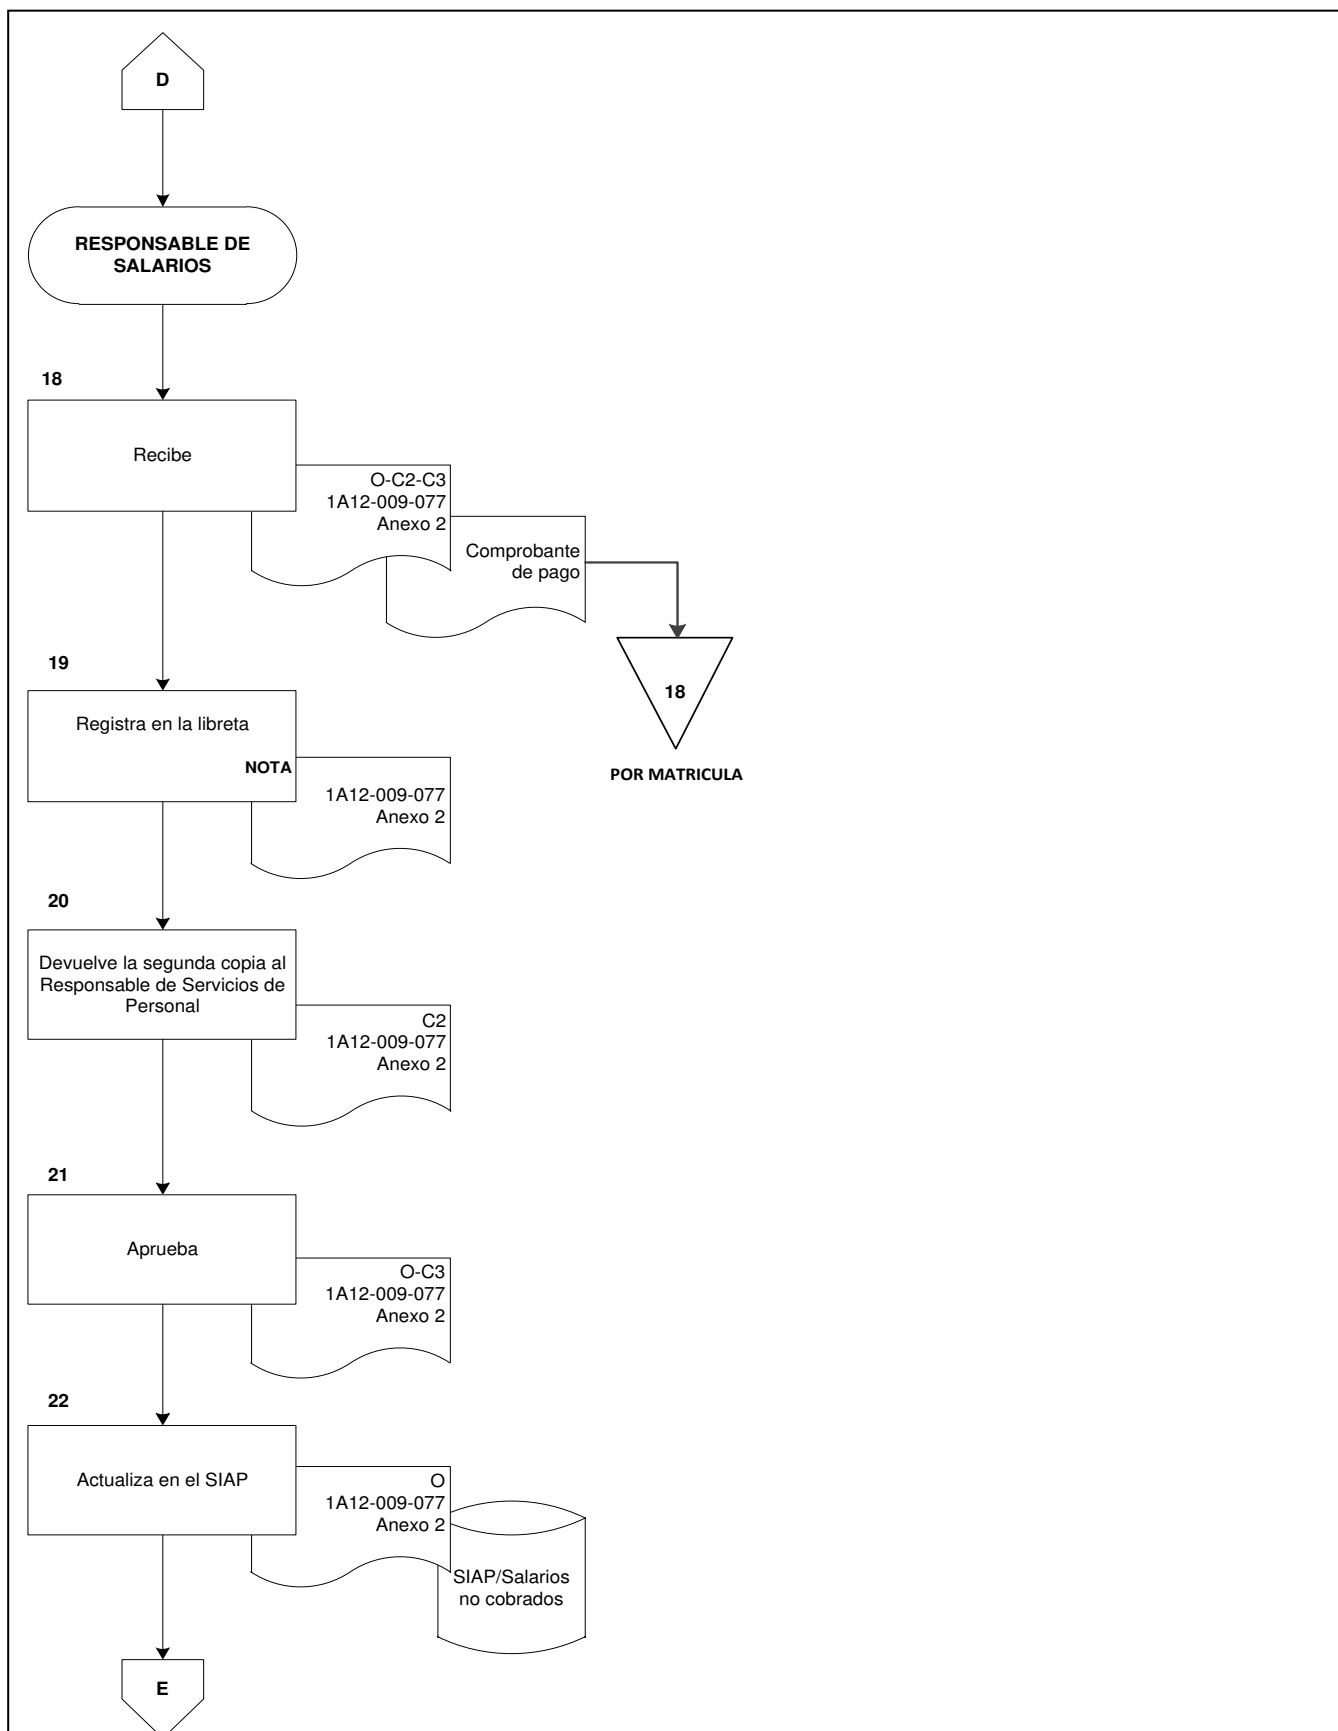 D
RESPONSABLE DE
SALARIOS
18
Recibe
O-C2-C3
1A12-009-077
Anexo 2
Comprobante
de pago
18
POR MATRICULA
19
Registra en la libreta
NOTA
1A12-009-077
Anexo 2
20
Devuelve la segunda copia al
Responsable de Servicios de
Personal
C2
1A12-009-077
Anexo 2
21
Aprueba
O-C3
1A12-009-077
Anexo 2
22
Actualiza en el SIAP
O
1A12-009-077
Anexo 2
SIAP/Salarios
no cobrados
E